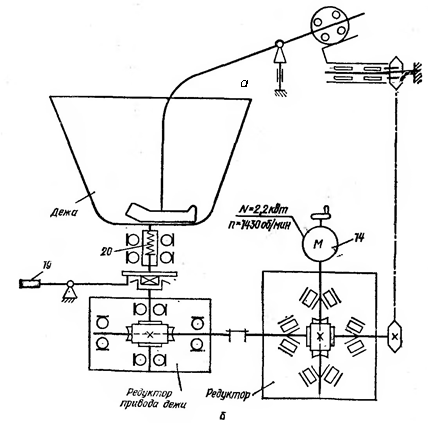 а
Дежа
20
N=2,2 кВт
n=1430 об/мин
M
14
19
Редуктор
привода дежи
Редуктор
б